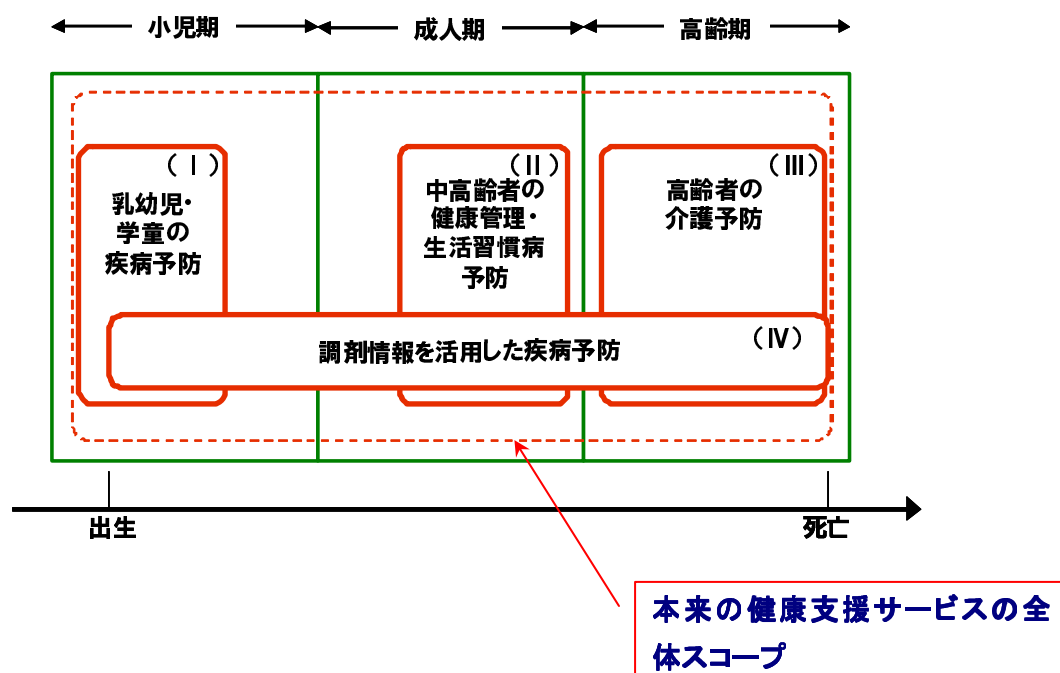 小児期
成人期
高齢期
(Ⅰ)
乳幼児・
学童の
疾病予防
(Ⅱ)
中高齢者の
健康管理・
生活習慣病
予防
(Ⅲ)
高齢者の
介護予防
(Ⅳ)
調剤情報を活用した疾病予防
出生
死亡
本来の健康支援サービスの全
体スコープ